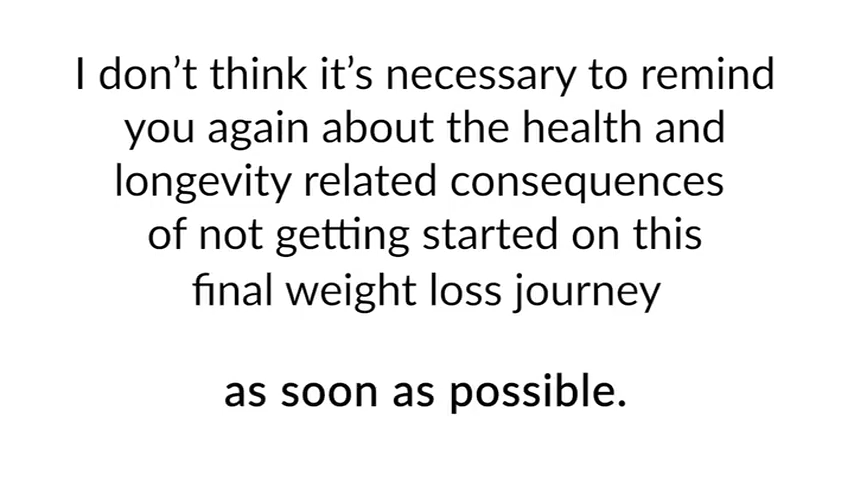 I don’t think it’s necessary to remind
you again about the health and
longevity related consequences
of not getting started on this
final weight loss journey
as soon as possible.